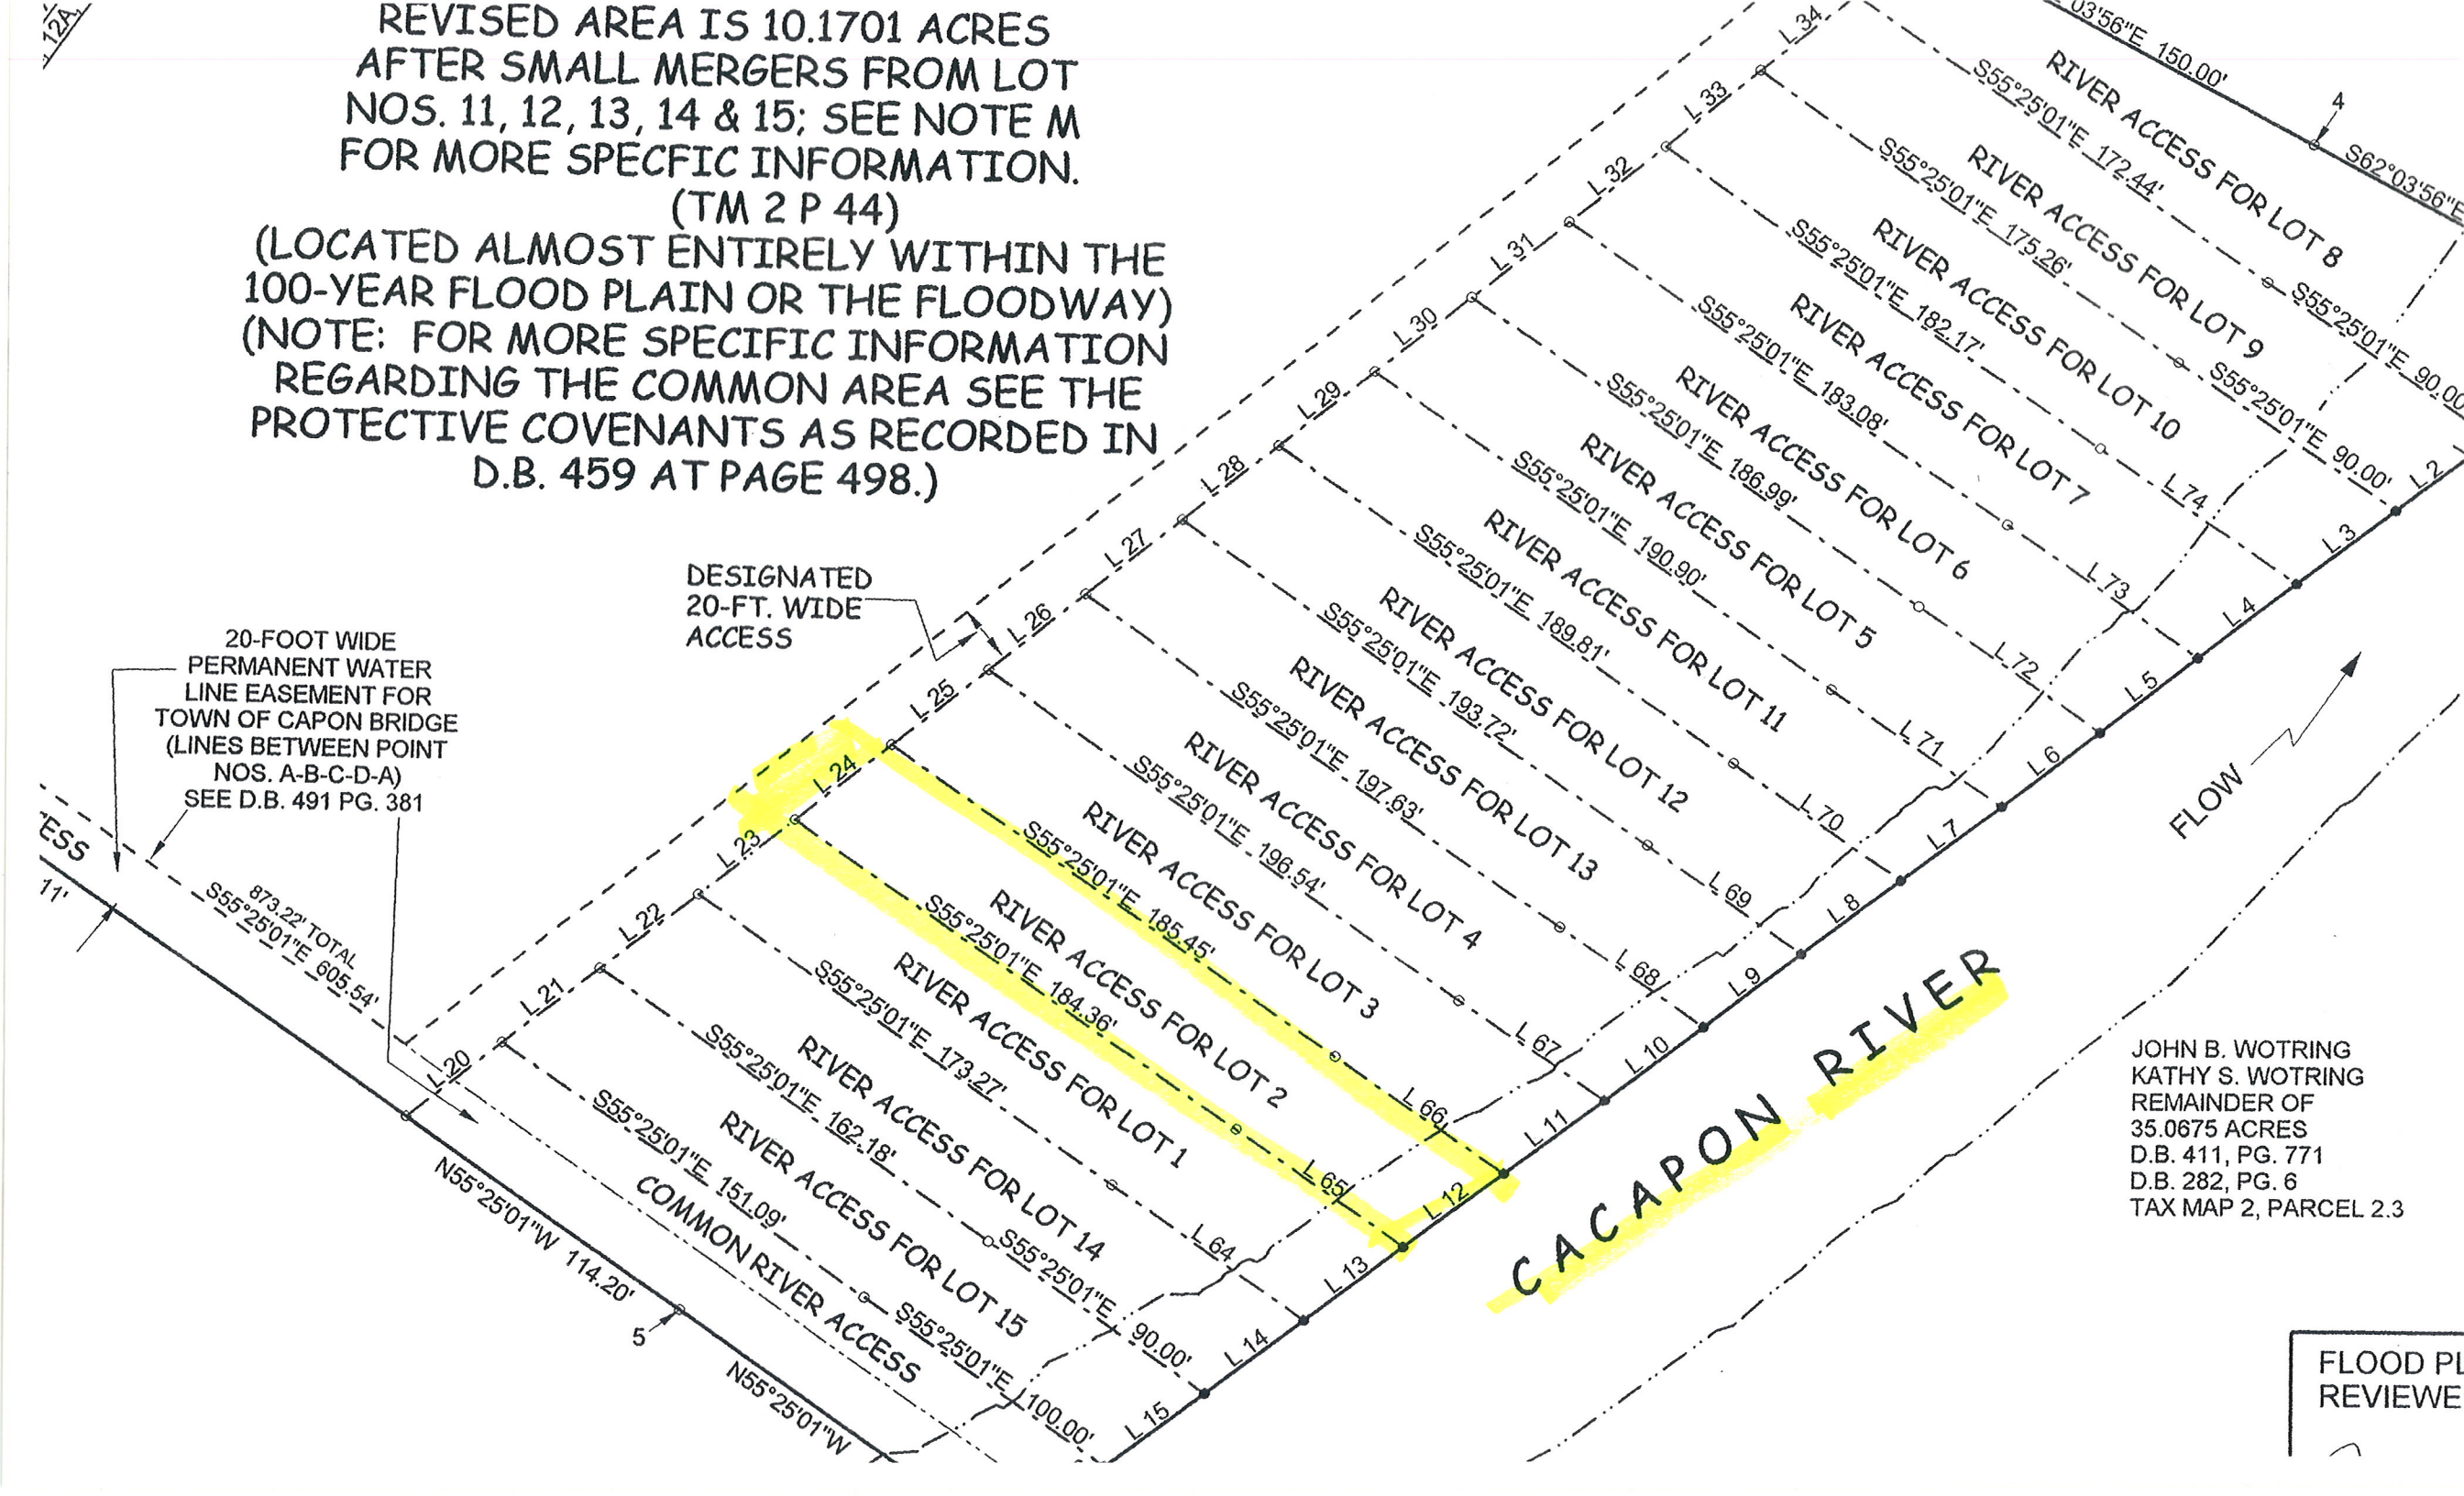 12A,
REVISED AREA IS 10.1701 ACRES
AFTER SMALL MERGERS FROM LOT
NOS. 11, 12, 13, 14 & 15; SEE NOTE M
FOR MORE SPECFIC INFORMATION.
(TM 2 P 44)
(LOCATED ALMOST ENTIRELY WITHIN THE
100-YEAR FLOOD PLAIN OR THE FLOODWAY)
(NOTE: FOR MORE SPECIFIC INFORMATION
REGARDING THE COMMON AREA SEE THE
PROTECTIVE COVENANTS AS RECORDED IN
D.B. 459 AT PAGE 498.)
DESIGNATED
20-FT. WIDE
ACCESS
20-FOOT WIDE
PERMANENT WATER
LINE EASEMENT FOR
TOWN OF CAPON BRIDGE
(LINES BETWEEN POINT
NOS. A-B-C-D-A)
SEE D.B. 491 PG. 381
ESS
11'
873.22' TOTAL
S55°25'01"E 605.54'
03'56"E 150.00'
4
S62°03'56"E
L 34
L 33
L 32
L 31
L 30
L 29
L 28
L 27
L 26
L 25
L 24
L 23
L 22
L 21
L 20
RIVER ACCESS FOR LOT 8
S55°25'01"E 172.44'
S55°25'01"E 90.00
RIVER ACCESS FOR LOT 9
S55°25'01"E 175.26'
S55°25'01"E 90.00'
RIVER ACCESS FOR LOT 10
S55°25'01"E 182.17'
L 74
RIVER ACCESS FOR LOT 7
S55°25'01"E 183.08'
L 73
RIVER ACCESS FOR LOT 6
S55°25'01"E 186.99'
L 72
RIVER ACCESS FOR LOT 5
S55°25'01"E 190.90'
L 71
RIVER ACCESS FOR LOT 11
S55°25'01"E 189.81'
L 70
RIVER ACCESS FOR LOT 12
S55°25'01"E 193.72'
L 69
RIVER ACCESS FOR LOT 13
S55°25'01"E 197.63'
L 68
RIVER ACCESS FOR LOT 4
S55°25'01"E 196.54'
L 67
RIVER ACCESS FOR LOT 3
S55°25'01"E 185.45'
L 66
RIVER ACCESS FOR LOT 2
S55°25'01"E 184.36'
L 65
RIVER ACCESS FOR LOT 1
S55°25'01"E 173.27'
L 64
RIVER ACCESS FOR LOT 14
S55°25'01"E 162.18'
S55°25'01"E 90.00'
RIVER ACCESS FOR LOT 15
S55°25'01"E 151.09'
S55°25'01"E 100.00'
COMMON RIVER ACCESS
N55°25'01"W 114.20'
5
N55°25'01"W
L 2
L 3
L 4
L 5
L 6
L 7
L 8
L 9
L 10
L 11
L 12
L 13
L 14
L 15
FLOW
CACAPON RIVER
JOHN B. WOTRING
KATHY S. WOTRING
REMAINDER OF
35.0675 ACRES
D.B. 411, PG. 771
D.B. 282, PG. 6
TAX MAP 2, PARCEL 2.3
FLOOD PL
REVIEWE